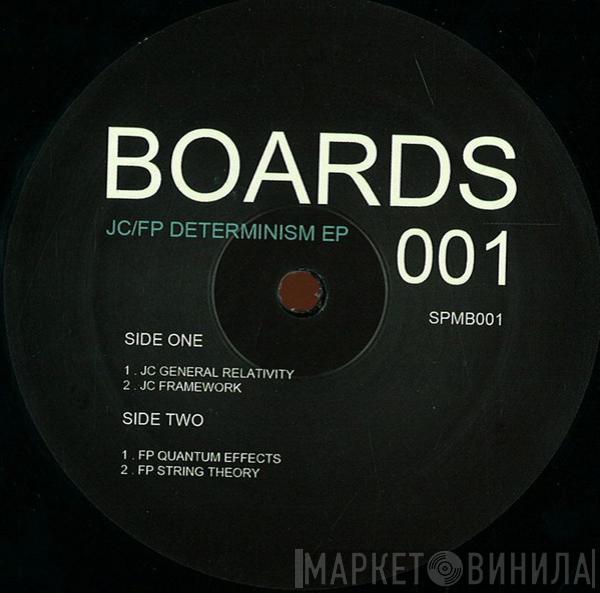 BOARDS
JC/FP DETERMINISM EP
001
SPMB001
SIDE ONE
1 . JC GENERAL RELATIVITY
2 . JC FRAMEWORK
SIDE TWO
1 . FP QUANTUM EFFECTS
2 . FP STRING THEORY
МАРКЕТ ВИНИЛА